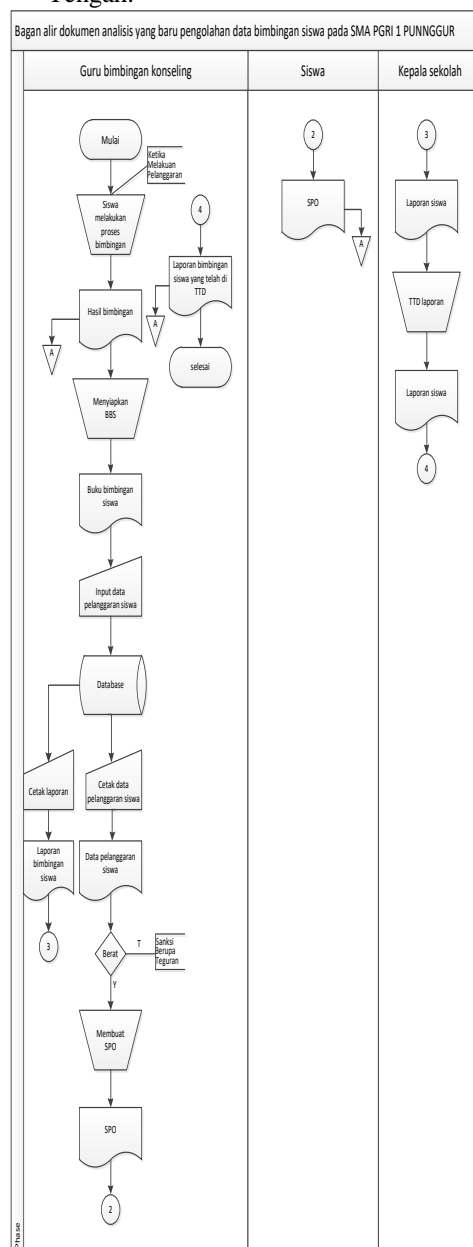 Tengah.
Bagan alir dokumen analisis yang baru pengolahan data bimbingan siswa pada SMA PGRI 1 PUNNGGUR
Guru bimbingan konseling
Siswa
Kepala sekolah
Mulai
Ketika
Melakuan
Pelanggaran
Siswa
melakukan
proses
bimbingan
4
Hasil bimbingan
A
Laporan bimbingan
siswa yang telah di
TTD
A
selesai
Menyiapkan
BBS
Buku bimbingan
siswa
Input data
pelanggaran siswa
Database
Cetak laporan
Cetak data
pelanggaran siswa
Laporan
bimbingan
siswa
Data pelanggaran
siswa
3
Berat
T
Sanksi
Berupa
Teguran
Y
Membuat
SPO
SPO
2
2
SPO
A
3
Laporan siswa
TTD laporan
Laporan siswa
4
Phase